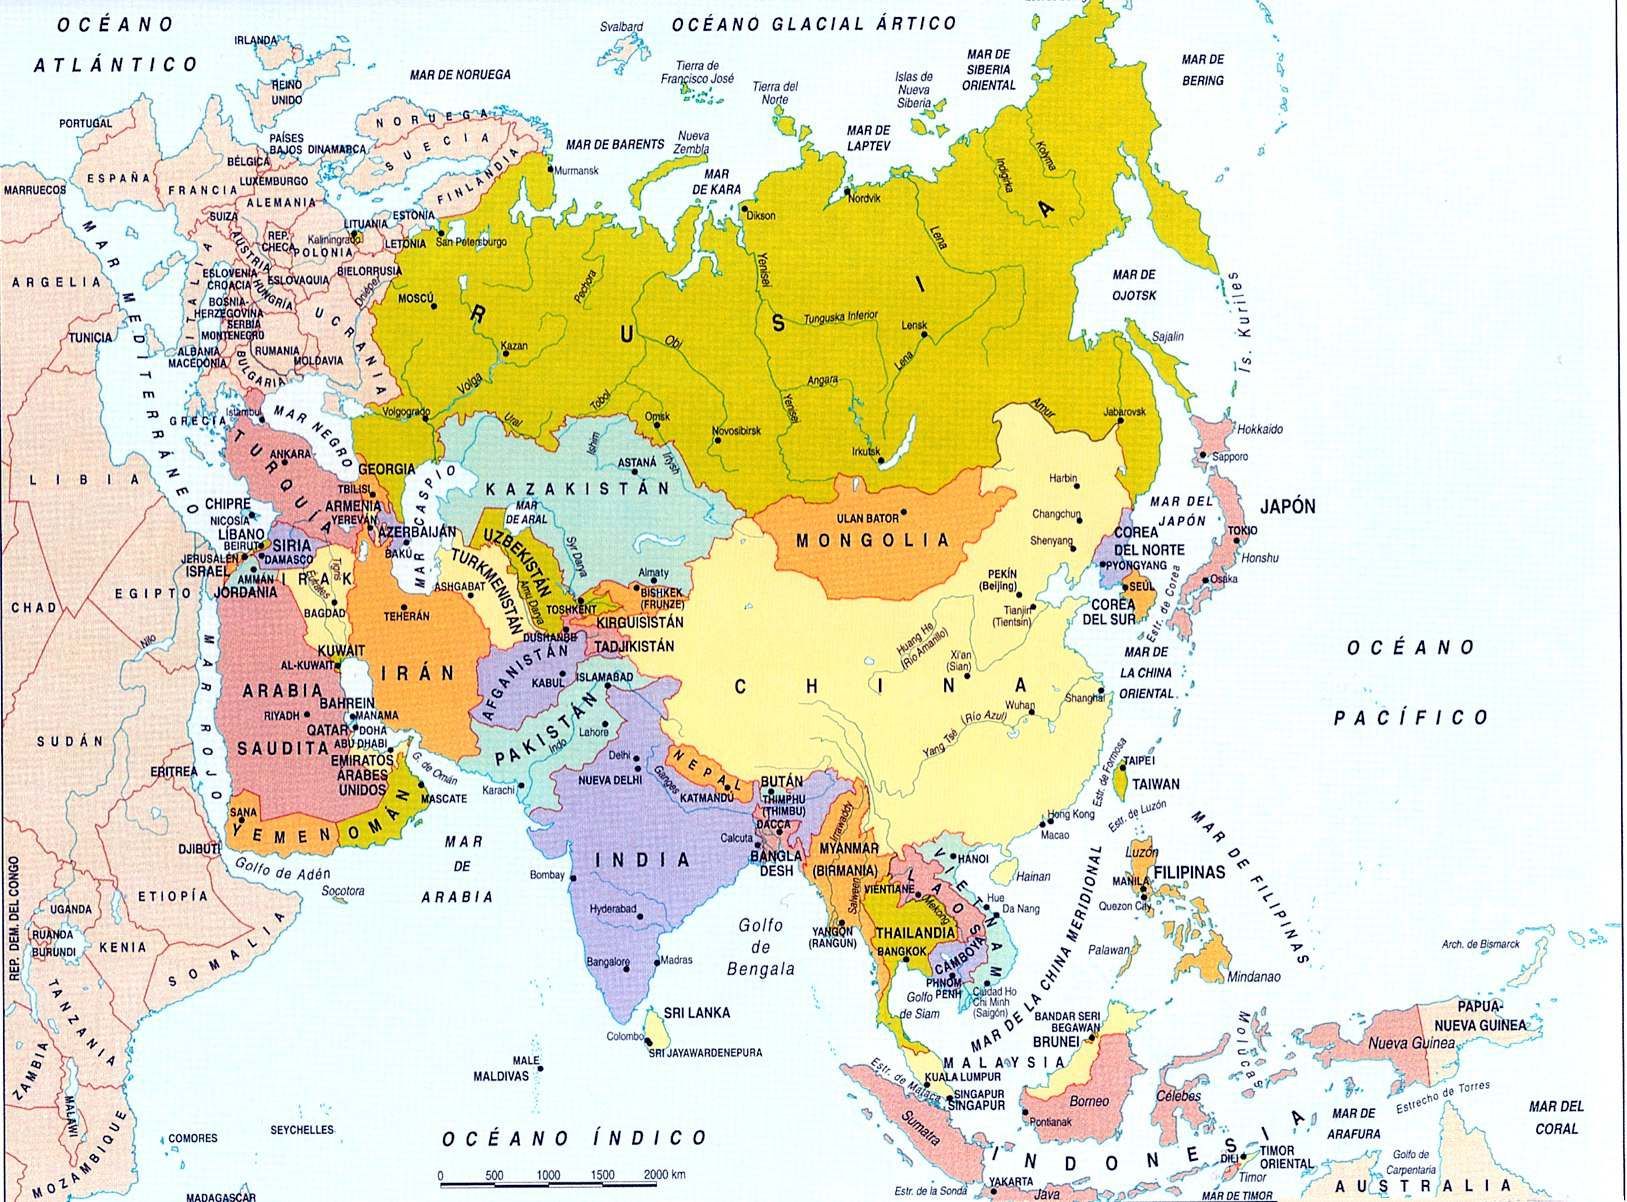 OCÉANO
ATLÁNTICO
OCÉANO GLACIAL ÁRTICO
Svalbard
Tierra de
Francisco José
Tierra del
Norte
Islas de
Nueva
Siberia
MAR DE
SIBERIA
ORIENTAL
MAR DE
BERING
MAR DE NORUEGA
MAR DE BARENTS
Nueva
Zembla
MAR
DE KARA
MAR DE
LAPTEV
MAR DE
OJOTSK
IRLANDA
REINO
UNIDO
PORTUGAL
PAÍSES
BAJOS
DINAMARCA
NORUEGA
SUECIA
FINLANDIA
BÉLGICA
LUXEMBURGO
ALEMANIA
MARRUECOS
ESPAÑA
FRANCIA
SUIZA
AUSTRIA
REP.
CHECA
POLONIA
LITUANIA
Kaliningrado
ESTONIA
LETONIA
BIELORRUSIA
ESLOVENIA
CROACIA
HUNGRÍA
ESLOVAQUIA
BOSNIA-
HERZEGOVINA
SERBIA
MONTENEGRO
ALBANIA
MACEDONIA
BULGARIA
RUMANIA
MOLDAVIA
UCRANIA
Dniéper
ITALIA
GRECIA
MAR MEDITERRÁNEO
ARGELIA
TUNICIA
LIBIA
CHAD
EGIPTO
Nilo
SUDÁN
ERITREA
DJIBUTI
ETIOPÍA
SOMALIA
UGANDA
RUANDA
BURUNDI
KENIA
REP. DEM. DEL CONGO
TANZANIA
ZAMBIA
MALAWI
MOZAMBIQUE
COMORES
SEYCHELLES
MADAGASCAR
RUSIA
Murmansk
San Petersburgo
MOSCÚ
Kazan
Volga
Volgogrado
Ural
Pechora
Obi
Tobol
Omsk
Ishim
Irtysh
Novosibirsk
Dikson
Nordvik
Yenisei
Tunguska Inferior
Angara
Yenisei
Lena
Lensk
Lena
Irkutsk
Indigirka
Kolyma
Amur
Jabarovsk
Sajalin
Is. Kuriles
Istambul
MAR NEGRO
TURQUÍA
ANKARA
GEORGIA
TBILISI
ARMENIA
YEREVÁN
AZERBAIJÁN
BAKÚ
MAR CASPIO
KAZAKISTÁN
ASTANÁ
MAR
DE ARAL
Syr Darya
Almaty
UZBEKISTÁN
TOSHKENT
Amu Darya
TURKMENISTÁN
ASHGABAT
BISHKEK
(FRUNZE)
KIRGUISISTÁN
DUSHANBE
TADJIKISTÁN
CHIPRE
NICOSÍA
LÍBANO
BEIRUT
SIRIA
DAMASCO
JERUSALÉN
ISRAEL
AMMÁN
JORDANIA
IRAK
Tigris
Éufrates
BAGDAD
IRÁN
TEHERÁN
KUWAIT
AL-KUWAIT
ARABIA
SAUDITA
RIYADH
BAHREIN
MANAMA
QATAR
DOHA
ABU DHABI
EMIRATOS
ÁRABES
UNIDOS
G. de Omán
MASCATE
OMÁN
YEMEN
SANA
MAR ROJO
Golfo de Adén
Socotora
MAR
DE
ARABIA
AFGANISTÁN
KABUL
PAKISTÁN
ISLAMABAD
Lahore
Indo
Karachi
INDIA
Delhi
NUEVA DELHI
Ganges
Calcuta
Bombay
Hyderabad
Bangalore
Madras
NEPAL
KATMANDÚ
BUTÁN
THIMPHU
(THIMBU)
DACCA
BANGLA
DESH
SRI LANKA
Colombo
SRI JAYAWARDENEPURA
MALE
MALDIVAS
Golfo
de
Bengala
OCÉANO ÍNDICO
0 500 1000 1500 2000 km
MONGOLIA
ULAN BATOR
CHINA
Harbin
Changchun
Shenyang
PEKÍN
(Beijing)
Tianjin
(Tientsin)
Huang He
(Río Amarillo)
Xi'an
(Sian)
Wuhan
Shanghai
Yang Tse (Río Azul)
Hong Kong
Macao
Hainan
COREA
DEL NORTE
PYONGYANG
SEÚL
COREA
DEL SUR
Estr. de Corea
MAR DEL
JAPÓN
JAPÓN
Hokkaido
Sapporo
TOKIO
Honshu
Osaka
MAR DE
LA CHINA
ORIENTAL
Estr. de Formosa
TAIPEI
TAIWAN
Estr. de Luzón
OCÉANO
PACÍFICO
MAR DE FILIPINAS
MYANMAR
(BIRMANIA)
Irrawaddy
Salween
YANGÓN
(RANGÚN)
LAOS
VIENTIANE
Mekong
VIETNAM
HANOI
Hue
Da Nang
Ciudad Ho
Chi Minh
(Saigón)
THAILANDIA
BANGKOK
CAMBOYA
PHNOM
PENH
Golfo
de Siam
MAR DE LA CHINA MERIDIONAL
Luzón
FILIPINAS
MANILA
Quezon City
Palawan
Mindanao
BANDAR SERI
BEGAWAN
BRUNEI
MALAYSIA
KUALA LUMPUR
SINGAPUR
SINGAPUR
Estr. de Malaca
Sumatra
Borneo
Pontianak
Célebes
Molucas
INDONESIA
YAKARTA
Java
Estr. de la Sonda
DILI
TIMOR
ORIENTAL
Timor
MAR DE TIMOR
Nueva Guinea
PAPUA-
NUEVA GUINEA
Arch. de Bismarck
Estrecho de Torres
MAR DE
ARAFURA
Golfo de
Carpentaria
AUSTRALIA
MAR DEL
CORAL